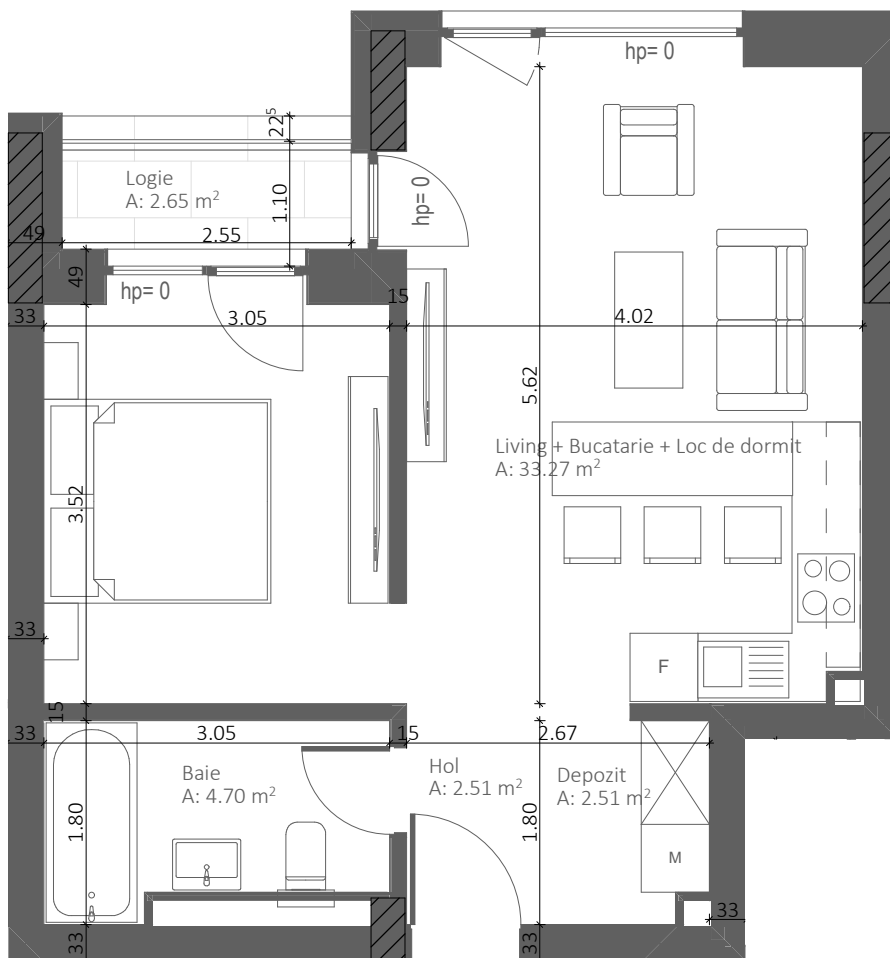 hp= 0
22⁵
Logie
A: 2.65 m²
1.10
hp= 0
49
2.55
49
hp= 0
15
33
3.05
4.02
5.62
Living + Bucatarie + Loc de dormit
A: 33.27 m²
3.52
33
F
15
33
3.05
15
2.67
Baie
A: 4.70 m²
Hol
A: 2.51 m²
Depozit
A: 2.51 m²
1.80
1.80
M
33
33
33